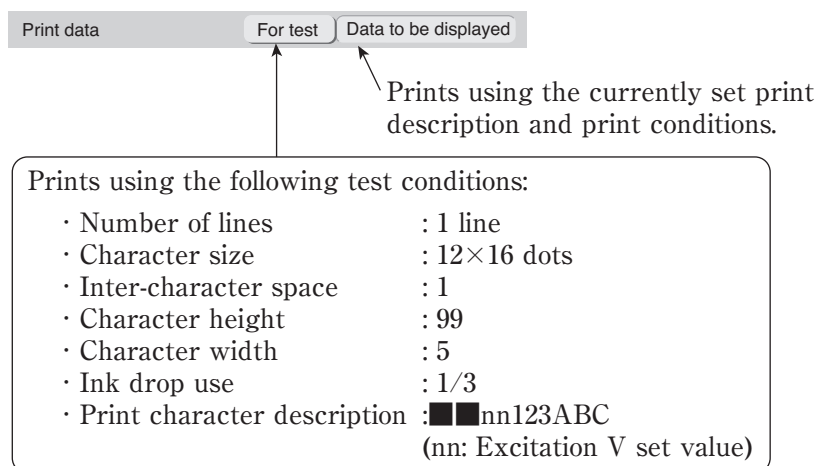 Print data For test Data to be displayed
Prints using the currently set print
description and print conditions.
Prints using the following test conditions:
· Number of lines : 1 line
· Character size : 12×16 dots
· Inter-character space : 1
· Character height : 99
· Character width : 5
· Ink drop use : 1/3
· Print character description :■■nn123ABC
(nn: Excitation V set value)